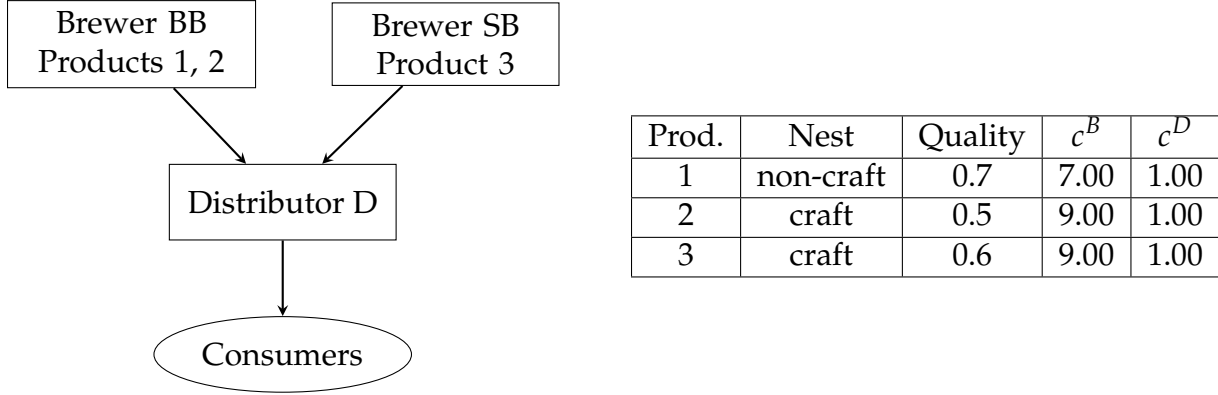 Brewer BB
Products 1, 2
Brewer SB
Product 3
Distributor D
Consumers
Prod. Nest Quality c^B c^D
1 non-craft 0.7 7.00 1.00
2 craft 0.5 9.00 1.00
3 craft 0.6 9.00 1.00